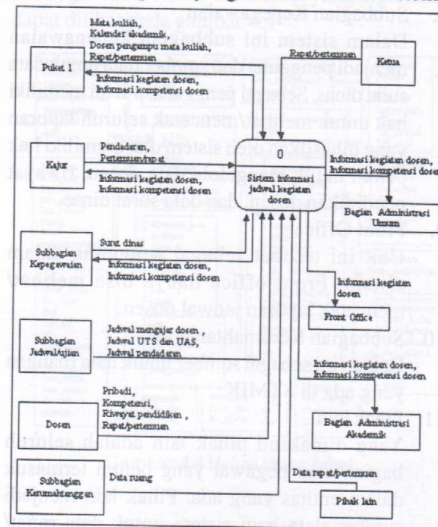 Mata kuliah,
Kalender akademik,
Dosen pengampu mata kuliah,
Rapat/pertemuan
Puket 1
Informasi kegiatan dosen,
Informasi kompetensi dosen
Rapat/pertemuan
Ketua
Informasi kegiatan dosen,
Informasi kompetensi dosen
Kajur
Pendadaran,
Pertemuan/rapat
Informasi kegiatan dosen,
Informasi kompetensi dosen
0
Sistem informasi
jadwal kegiatan
dosen
Bagian Administrasi
Umum
Subbagian
Kepegawaian
Surat dinas
Informasi kegiatan dosen,
Informasi kompetensi dosen
Informasi kegiatan
dosen
Front Office
Subbagian
Jadwal/ujian
Jadwal mengajar dosen,
Jadwal UTS dan UAS,
Jadwal pendadaran
Informasi kegiatan dosen,
Informasi kompetensi dosen
Dosen
Pribadi,
Kompetensi,
Riwayat pendidikan,
Rapat/pertemuan
Bagian Administrasi
Akademik
Subbagian
Kerumahtanggaan
Data ruang
Data rapat/pertemuan
Pihak lain